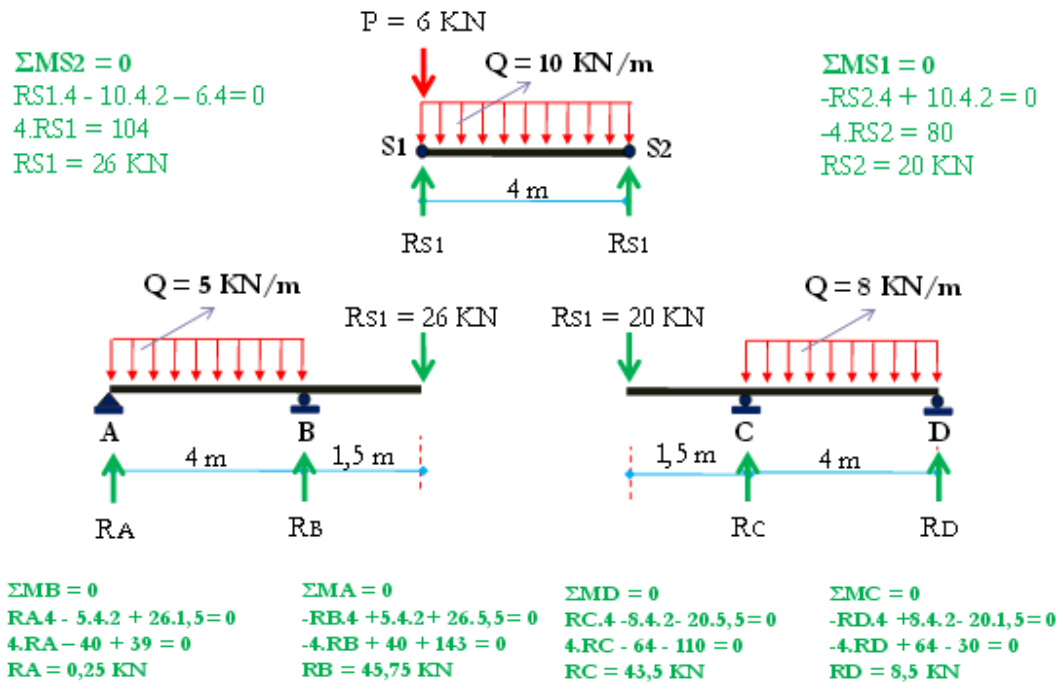 P = 6 KN
ΣMS2 = 0
RS1.4 - 10.4.2 – 6.4=0
4.RS1 = 104
RS1 = 26 KN
Q = 10 KN/m
ΣMS1 = 0
-RS2.4 + 10.4.2 = 0
-4.RS2 = 80
RS2 = 20 KN
S1
S2
4 m
RS1
RS1
Q = 5 KN/m
RS1 = 26 KN
RS1 = 20 KN
Q = 8 KN/m
A
B
C
D
4 m
1,5 m
1,5 m
4 m
RA
RB
RC
RD
ΣMB = 0
RA.4 - 5.4.2 + 26.1,5=0
4.RA – 40 + 39 = 0
RA = 0,25 KN
ΣMA = 0
-RB.4 +5.4.2+ 26.5,5=0
-4.RB + 40 + 143 = 0
RB = 45,75 KN
ΣMD = 0
RC.4 -8.4.2- 20.5,5=0
4.RC - 64 - 110 = 0
RC = 43,5 KN
ΣMC = 0
-RD.4 +8.4.2- 20.1,5=0
-4.RD + 64 - 30 = 0
RD = 8,5 KN